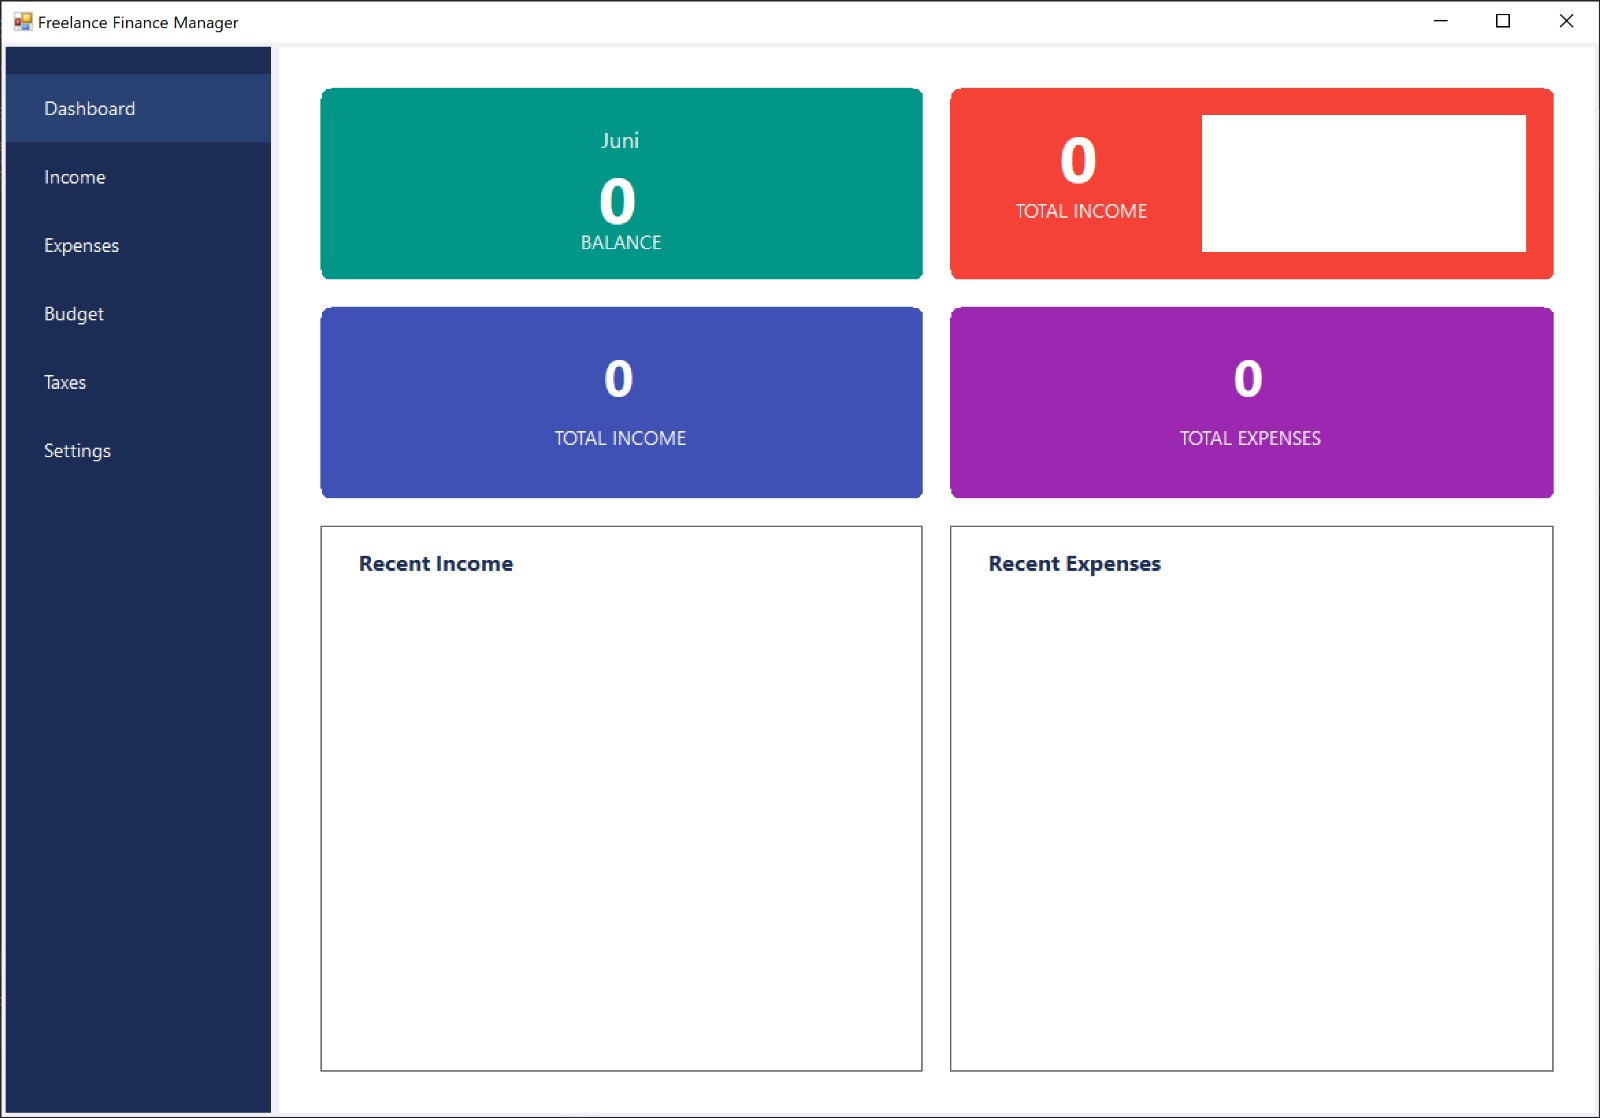 Freelance Finance Manager
Dashboard
Income
Expenses
Budget
Taxes
Settings
Juni
0
BALANCE
0
TOTAL INCOME
0
TOTAL INCOME
0
TOTAL EXPENSES
Recent Income
Recent Expenses